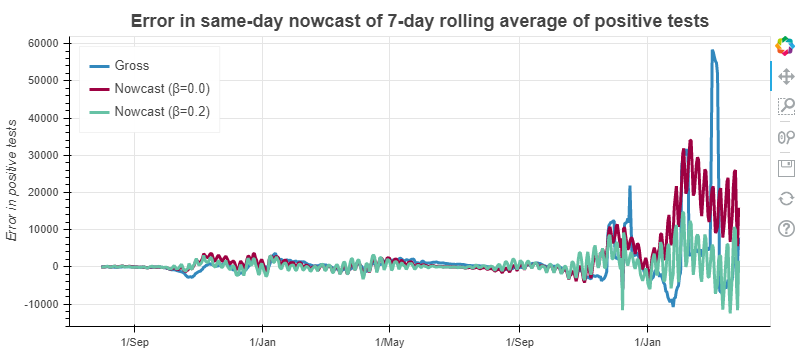 Error in same-day nowcast of 7-day rolling average of positive tests
Gross
Nowcast (β=0.0)
Nowcast (β=0.2)
Error in positive tests
60000
50000
40000
30000
20000
10000
0
-10000
1/Sep
1/Jan
1/May
1/Sep
1/Jan